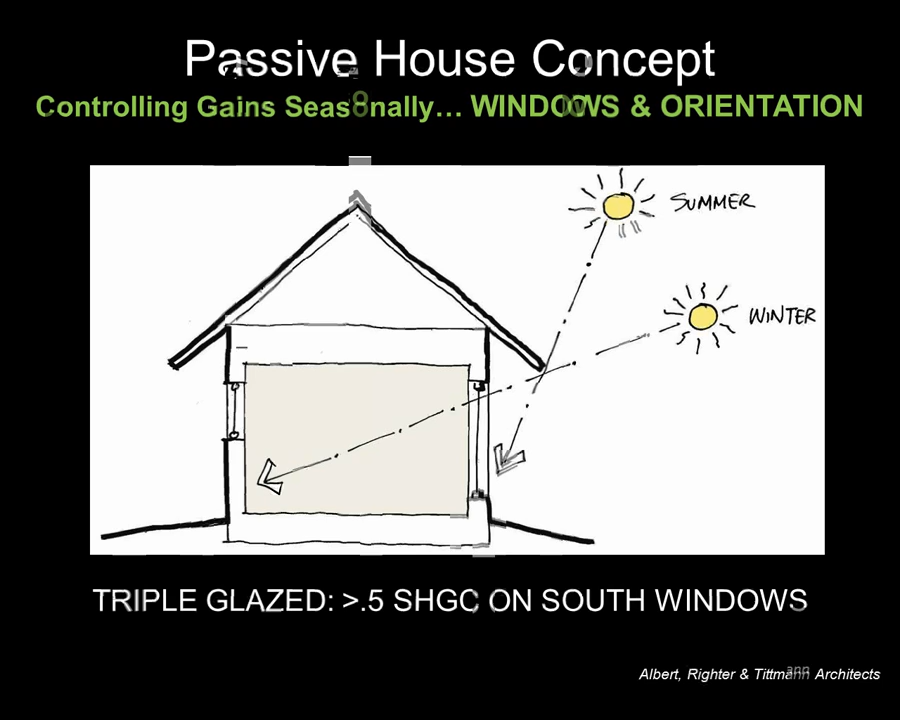 Passive House Concept
Controlling Gains Seasonally… WINDOWS & ORIENTATION
SUMMER
WINTER
TRIPLE GLAZED: >.5 SHGC ON SOUTH WINDOWS
Albert, Righter & Tittmann Architects